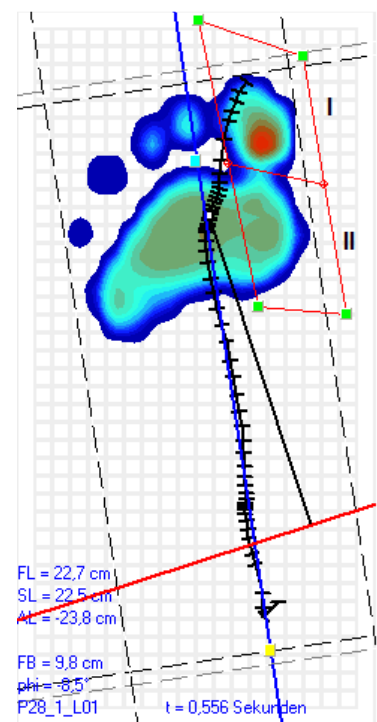 I
II
FL = 22,7 cm
SL = 22,5 cm
AL = -23,8 cm
FB = 9,8 cm
phi = -8,5°
P28_1_L01 t = 0,556 Sekunden